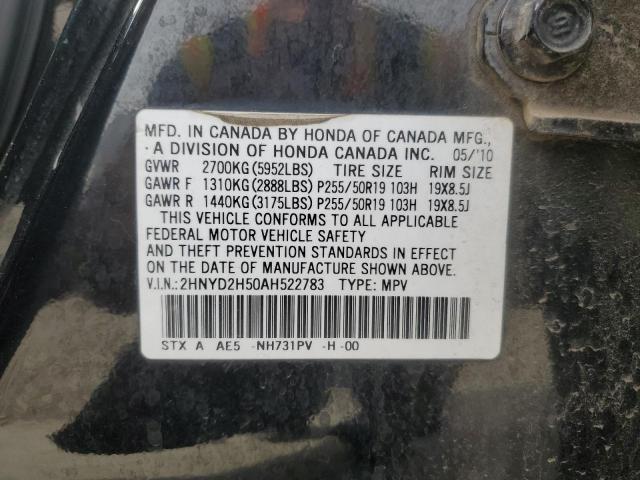 MFD. IN CANADA BY HONDA OF CANADA MFG.,
A DIVISION OF HONDA CANADA INC. 05/'10
GVWR 2700KG(5952LBS) TIRE SIZE RIM SIZE
GAWR F 1310KG(2888LBS) P255/50R19 103H 19X8.5J
GAWR R 1440KG(3175LBS) P255/50R19 103H 19X8.5J
THIS VEHICLE CONFORMS TO ALL APPLICABLE
FEDERAL MOTOR VEHICLE SAFETY
AND THEFT PREVENTION STANDARDS IN EFFECT
ON THE DATE OF MANUFACTURE SHOWN ABOVE.
V.I.N.:2HNYD2H50AH522783 TYPE: MPV
STX A AE5 -NH731PV -H -00